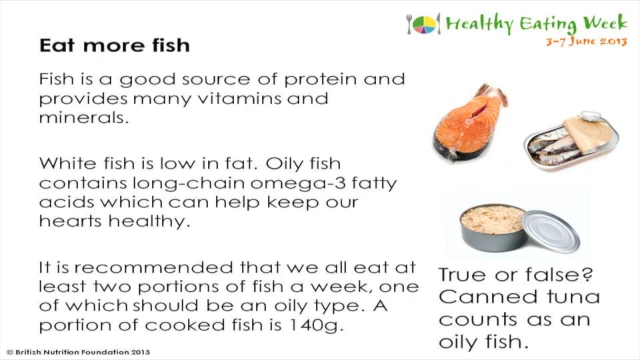 Healthy Eating Week
3-7 June 2013
Eat more fish
Fish is a good source of protein and
provides many vitamins and
minerals.
White fish is low in fat. Oily fish
contains long-chain omega-3 fatty
acids which can help keep our
hearts healthy.
It is recommended that we all eat at
least two portions of fish a week, one
of which should be an oily type. A
portion of cooked fish is 140g.
True or false?
Canned tuna
counts as an
oily fish.
© British Nutrition Foundation 2013